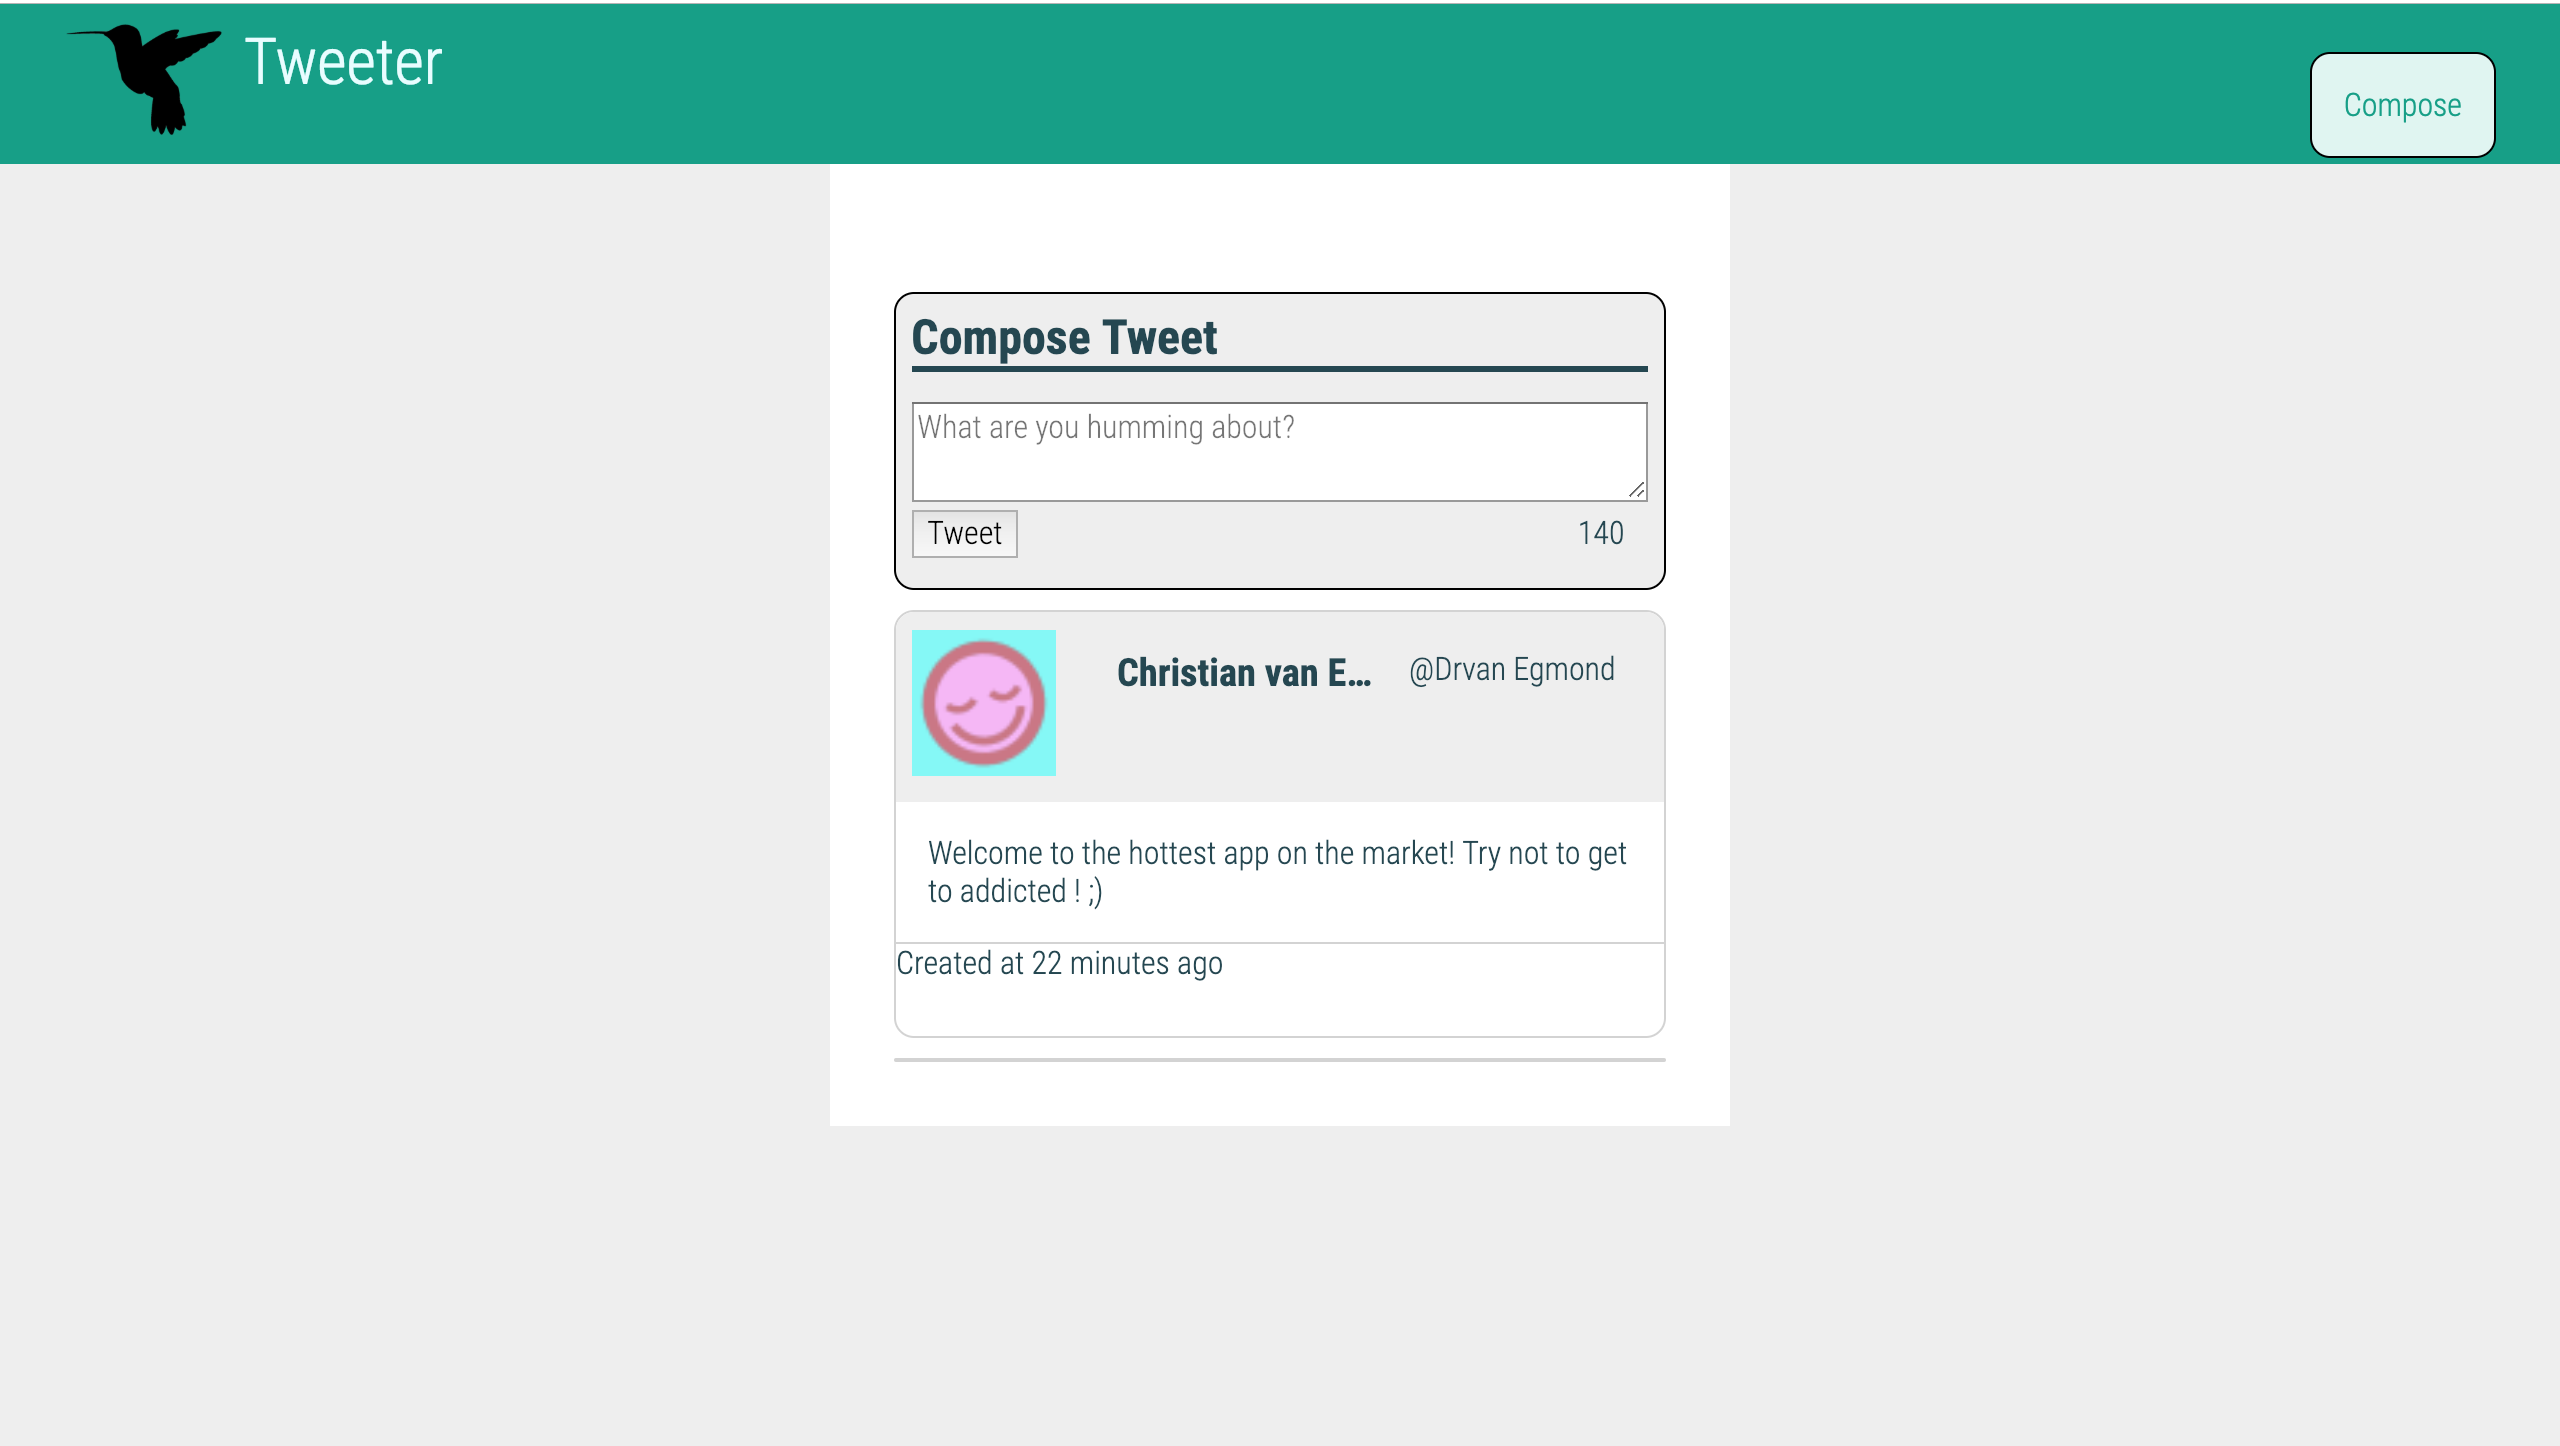 Tweeter
Compose
Compose Tweet
What are you humming about?
Tweet
140
Christian van E...
@Drvan Egmond
Welcome to the hottest app on the market! Try not to get
to addicted ! ;)
Created at 22 minutes ago